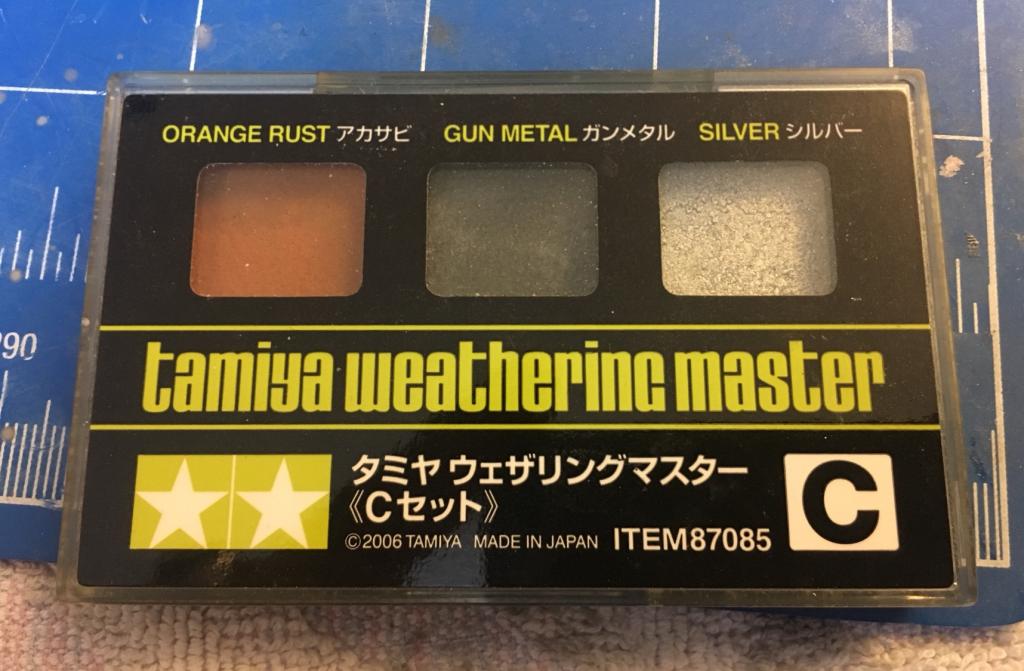 ORANGE RUST アカサビ GUN METAL ガンメタル SILVER シルバー
tamiya weathering master
タミヤ ウェザリングマスター
《Cセット》
©2006 TAMIYA MADE IN JAPAN ITEM87085
C
90